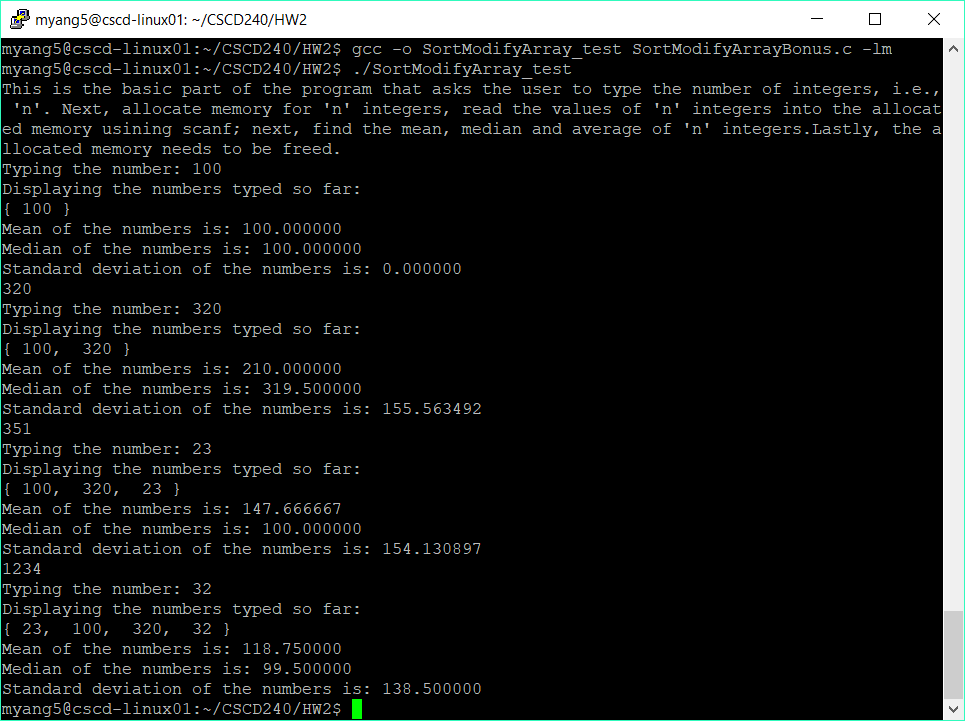 myang5@cscd-linux01: ~/CSCD240/HW2
myang5@cscd-linux01:~/CSCD240/HW2$ gcc -o SortModifyArray_test SortModifyArrayBonus.c -lm
myang5@cscd-linux01:~/CSCD240/HW2$ ./SortModifyArray_test
This is the basic part of the program that asks the user to type the number of integers, i.e.,
 'n'. Next, allocate memory for 'n' integers, read the values of 'n' integers into the allocat
ed memory usining scanf; next, find the mean, median and average of 'n' integers.Lastly, the a
llocated memory needs to be freed.
Typing the number: 100
Displaying the numbers typed so far:
{ 100 }
Mean of the numbers is: 100.000000
Median of the numbers is: 100.000000
Standard deviation of the numbers is: 0.000000
320
Typing the number: 320
Displaying the numbers typed so far:
{ 100,  320 }
Mean of the numbers is: 210.000000
Median of the numbers is: 319.500000
Standard deviation of the numbers is: 155.563492
351
Typing the number: 23
Displaying the numbers typed so far:
{ 100,  320,  23 }
Mean of the numbers is: 147.666667
Median of the numbers is: 100.000000
Standard deviation of the numbers is: 154.130897
1234
Typing the number: 32
Displaying the numbers typed so far:
{ 23,  100,  320,  32 }
Mean of the numbers is: 118.750000
Median of the numbers is: 99.500000
Standard deviation of the numbers is: 138.500000
myang5@cscd-linux01:~/CSCD240/HW2$